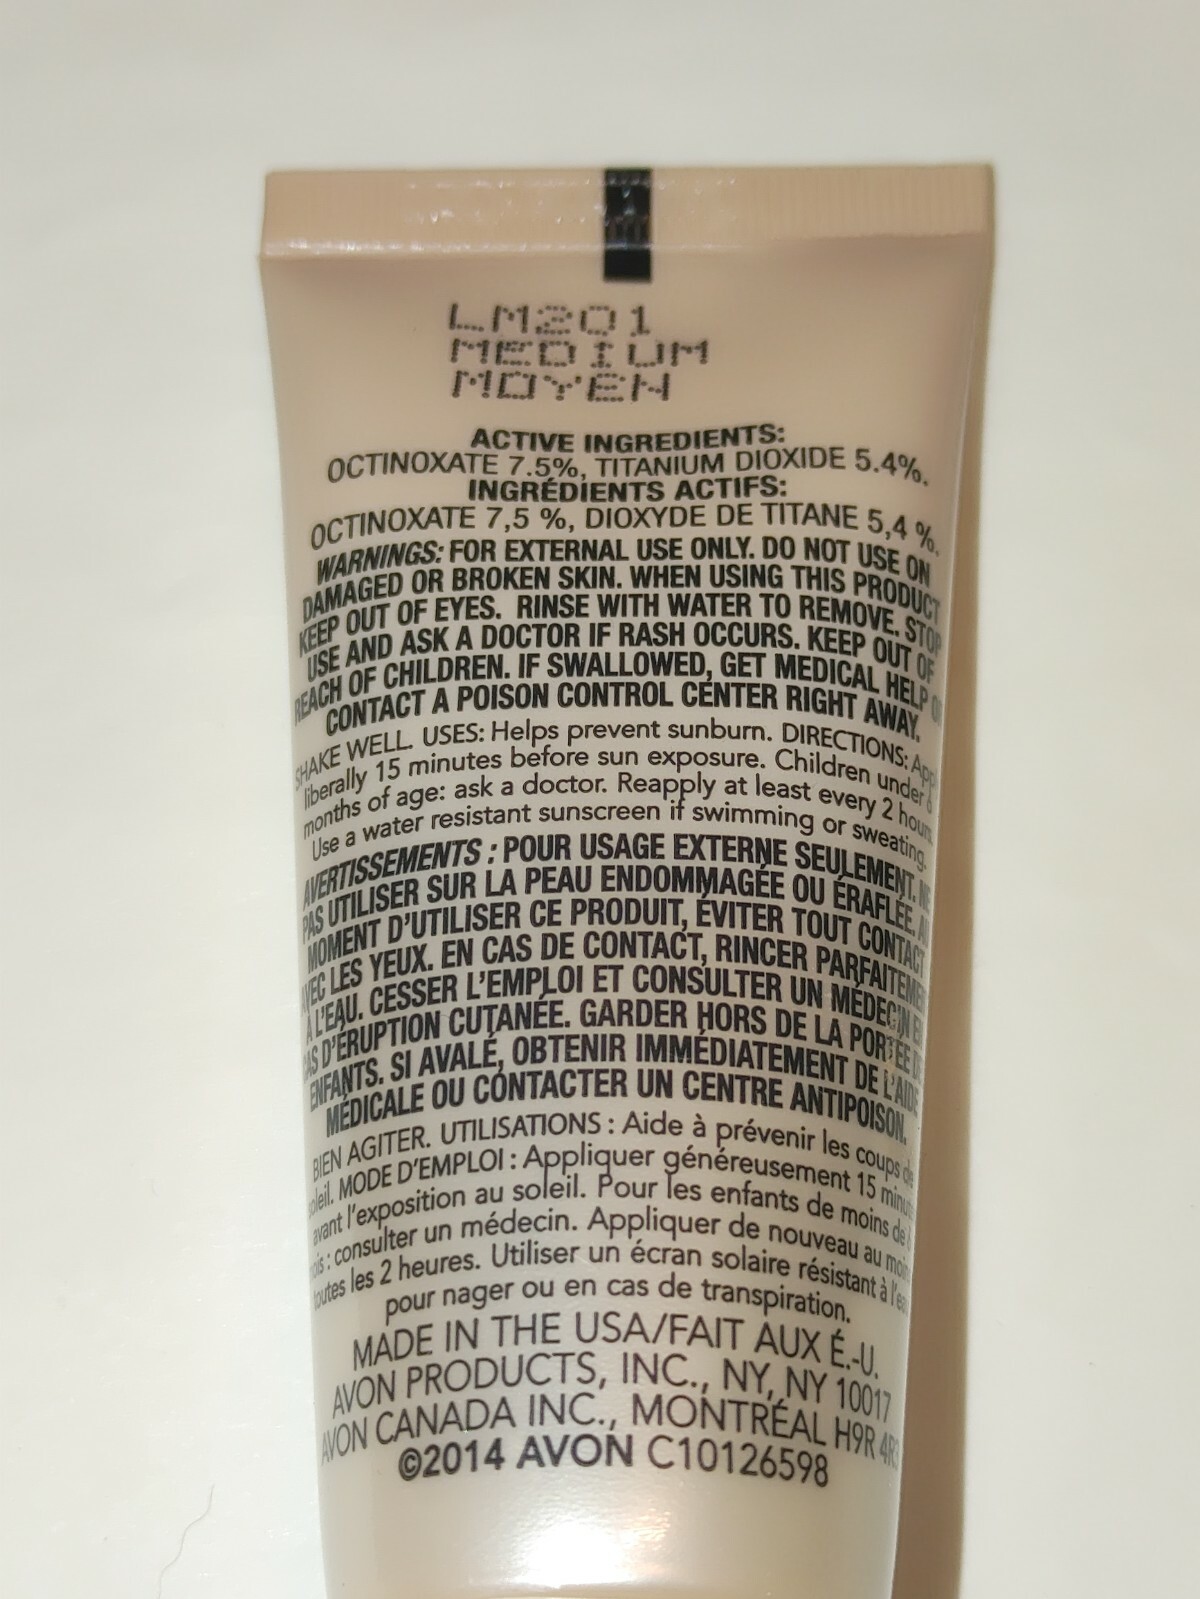 LM201
MEDIUM
MOYEN
ACTIVE INGREDIENTS:
OCTINOXATE 7.5%, TITANIUM DIOXIDE 5.4%.
INGRÉDIENTS ACTIFS:
OCTINOXATE 7,5 %, DIOXYDE DE TITANE 5,4 %.
WARNINGS: FOR EXTERNAL USE ONLY. DO NOT USE ON
DAMAGED OR BROKEN SKIN. WHEN USING THIS PRODUCT
KEEP OUT OF EYES. RINSE WITH WATER TO REMOVE. STOP
USE AND ASK A DOCTOR IF RASH OCCURS. KEEP OUT OF
REACH OF CHILDREN. IF SWALLOWED, GET MEDICAL HELP
CONTACT A POISON CONTROL CENTER RIGHT AWAY.
SHAKE WELL. USES: Helps prevent sunburn. DIRECTIONS:
liberally 15 minutes before sun exposure. Children under 6
months of age: ask a doctor. Reapply at least every 2 hours.
Use a water resistant sunscreen if swimming or sweating.
AVERTISSEMENTS : POUR USAGE EXTERNE SEULEMENT. NE
PAS UTILISER SUR LA PEAU ENDOMMAGÉE OU ÉRAFLÉE.
MOMENT D'UTILISER CE PRODUIT, ÉVITER TOUT CONTACT
AVEC LES YEUX. EN CAS DE CONTACT, RINCER
À L'EAU. CESSER L'EMPLOI ET CONSULTER UN MÉDECIN EN
CAS D'ÉRUPTION CUTANÉE. GARDER HORS DE LA PORTÉE
ENFANTS. SI AVALÉ, OBTENIR IMMÉDIATEMENT DE L'AIDE
MÉDICALE OU CONTACTER UN CENTRE ANTIPOISON.
BIEN AGITER. UTILISATIONS : Aide à prévenir les coups de
soleil. MODE D'EMPLOI : Appliquer généreusement 15
avant l'exposition au soleil. Pour les enfants de moins de 6
mois : consulter un médecin. Appliquer de nouveau au
toutes les 2 heures. Utiliser un écran solaire résistant à
pour nager ou en cas de transpiration.
MADE IN THE USA/FAIT AUX É.-U.
AVON PRODUCTS, INC., NY, NY 10017
AVON CANADA INC., MONTRÉAL H9R 4R3
©2014 AVON C10126598